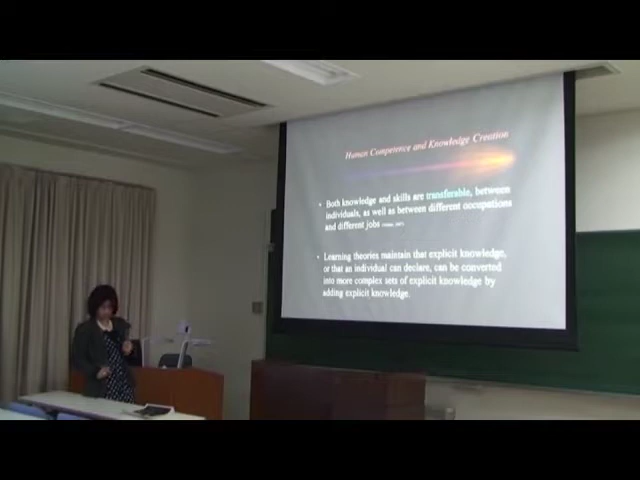 Human Competence and Knowledge Creation
• Both knowledge and skills are transferable, between
individuals, as well as between different occupations
and different jobs
• Learning theories maintain that explicit knowledge,
or that an individual can declare, can be converted
into more complex sets of explicit knowledge by
adding explicit knowledge.